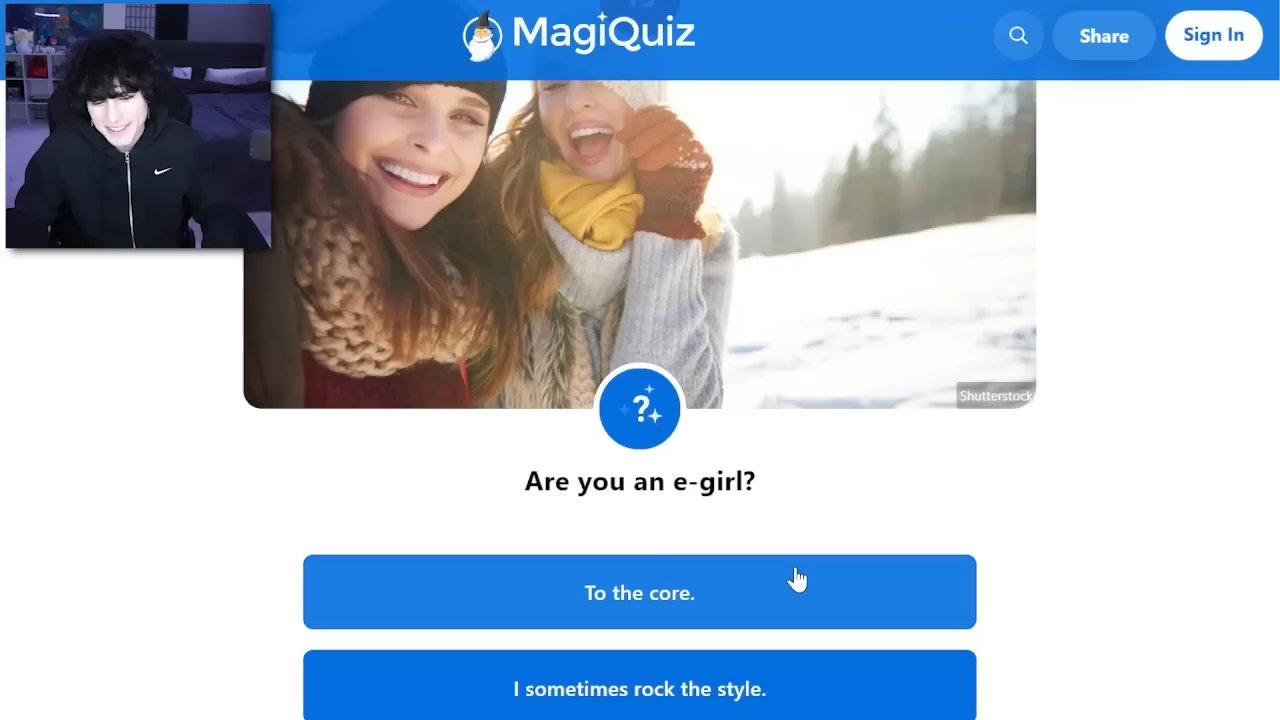 MagiQuiz
Share
Sign In
Shutterstock
Are you an e-girl?
To the core.
I sometimes rock the style.